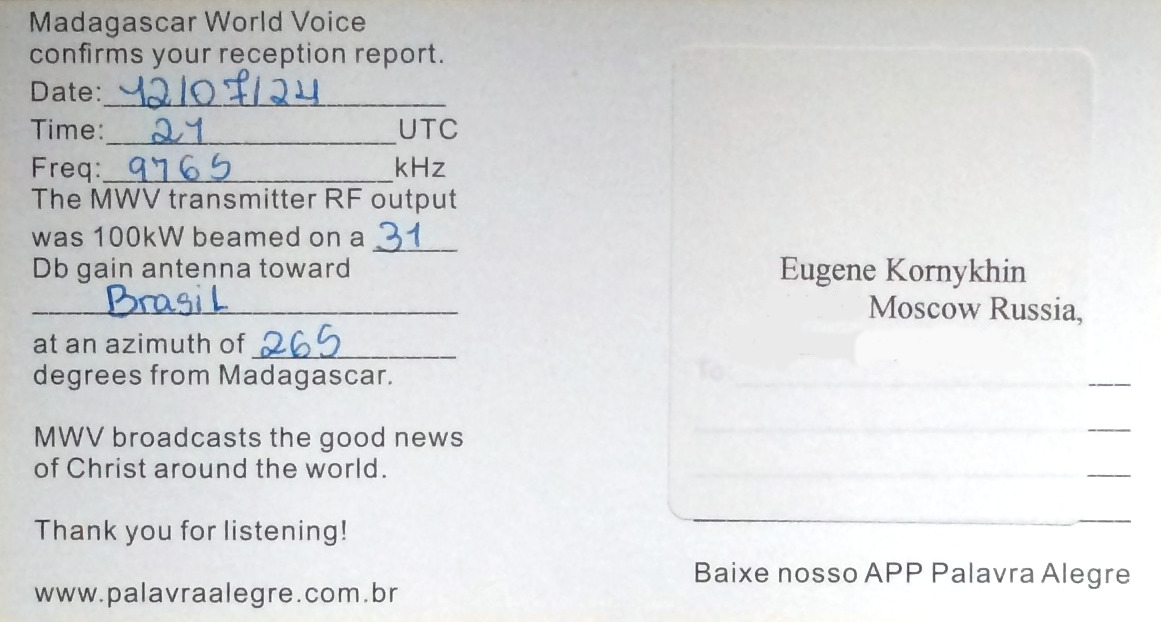 Madagascar World Voice
confirms your reception report.
Date: 12/07/24
Time: 21 UTC
Freq: 9765 kHz
The MWV transmitter RF output
was 100kW beamed on a 31
Db gain antenna toward
Brasil
at an azimuth of 265
degrees from Madagascar.
MWV broadcasts the good news
of Christ around the world.
Thank you for listening!
www.palavraalegre.com.br
Eugene Kornykhin
Moscow Russia,
To:
Baixe nosso APP Palavra Alegre